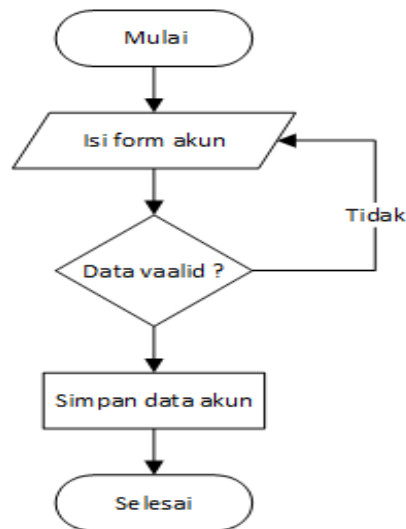 Mulai
Isi form akun
Tidak
Data vaalid ?
Simpan data akun
Selesai